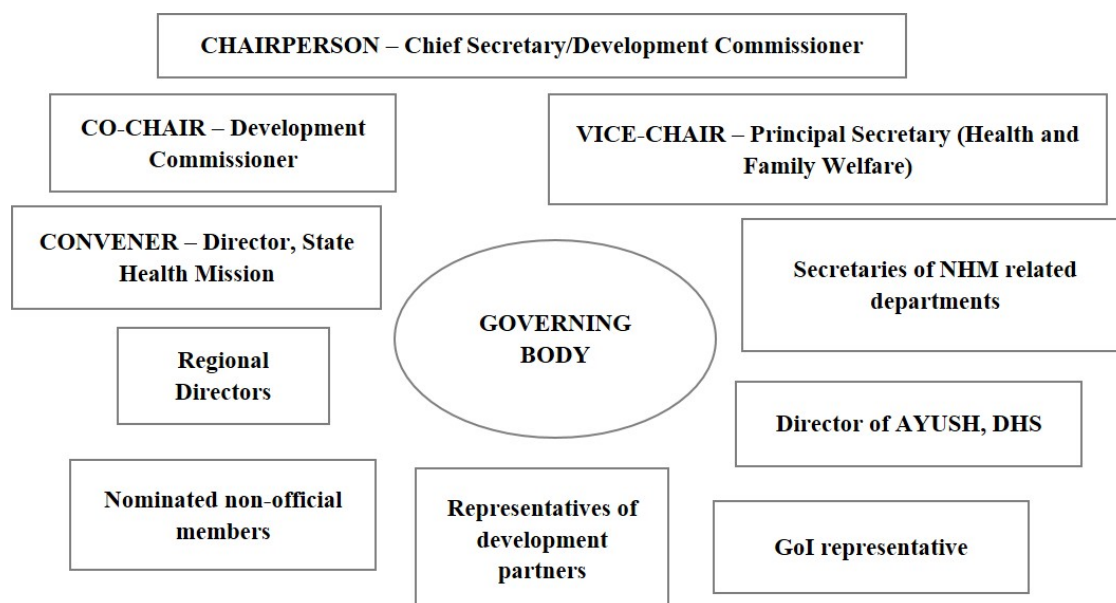 CHAIRPERSON – Chief Secretary/Development Commissioner
CO-CHAIR – Development
Commissioner
VICE-CHAIR – Principal Secretary (Health and
Family Welfare)
CONVENER – Director, State
Health Mission
Secretaries of NHM related
departments
GOVERNING
BODY
Regional
Directors
Director of AYUSH, DHS
Nominated non-official
members
Representatives of
development
partners
GoI representative